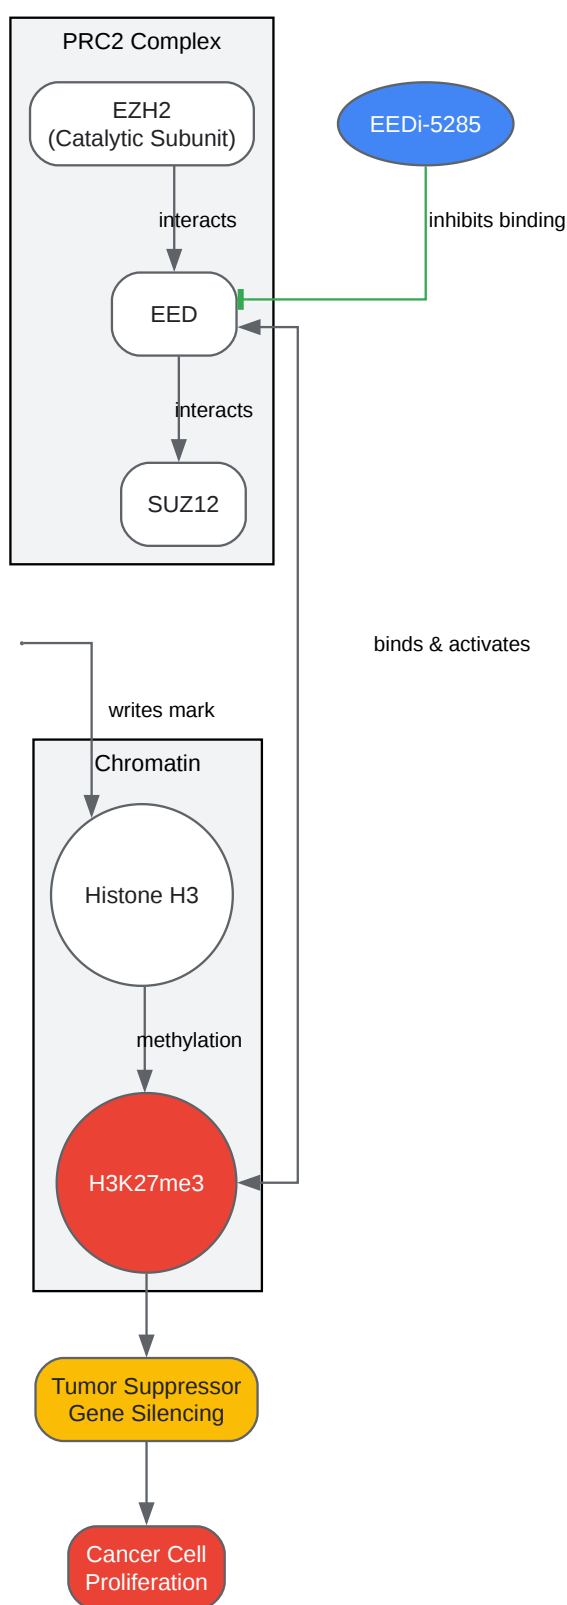 PRC2 Complex
EZH2
(Catalytic Subunit)
EEDi-5285
interacts
inhibits binding
EED
interacts
SUZ12
binds & activates
writes mark
Chromatin
Histone H3
methylation
H3K27me3
Tumor Suppressor
Gene Silencing
Cancer Cell
Proliferation